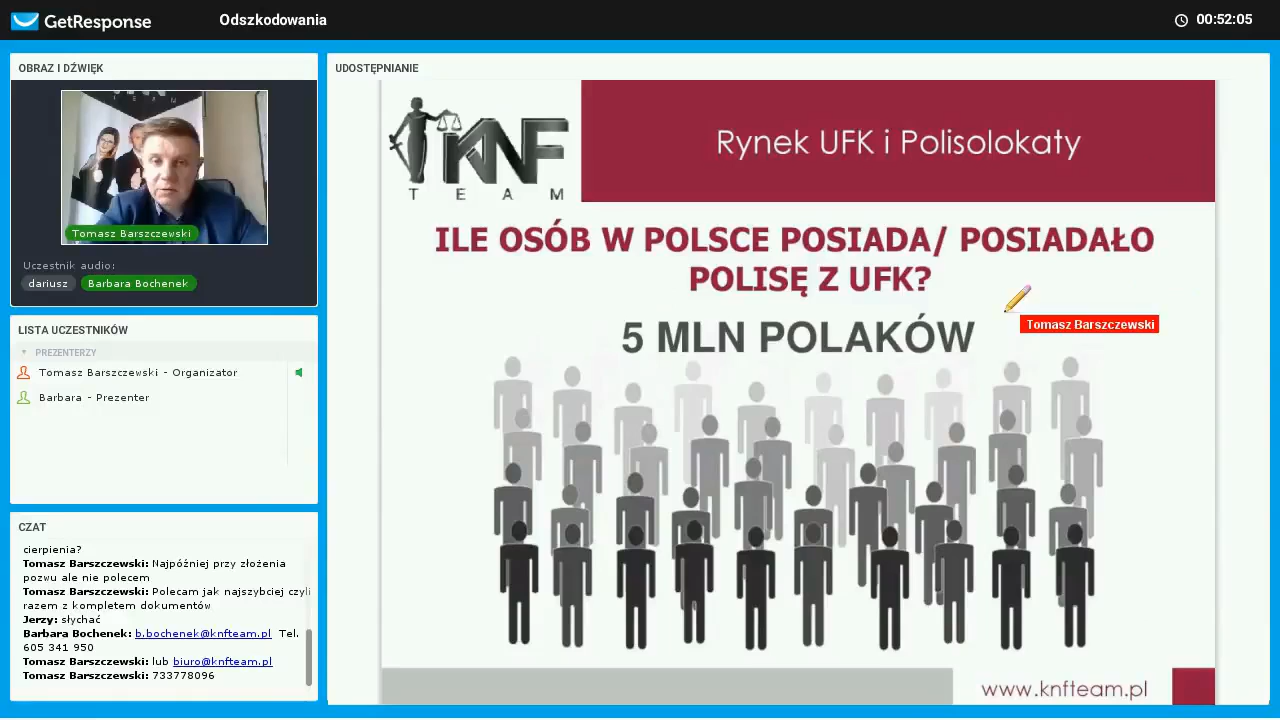 GetResponse
Odszkodowania
00:52:05
OBRAZ I DŹWIĘK
T E A M
Tomasz Barszczewski
Uczestnik audio:
dariusz
Barbara Bochenek
LISTA UCZESTNIKÓW
PREZENTERZY
Tomasz Barszczewski - Organizator
Barbara - Prezenter
CZAT
cierpienia?
Tomasz Barszczewski: Najpóźniej przy złożenia
pozwu ale nie polecem
Tomasz Barszczewski: Polecam jak najszybciej czyli
razem z kompletem dokumentów
Jerzy: słychać
Barbara Bochenek: b.bochenek@knfteam.pl Tel.
605 341 950
Tomasz Barszczewski: lub biuro@knfteam.pl
Tomasz Barszczewski: 733778096
UDOSTĘPNIANIE
KNF
T E A M
Rynek UFK i Polisolokaty
ILE OSÓB W POLSCE POSIADA/ POSIADAŁO
POLISĘ Z UFK?
Tomasz Barszczewski
5 MLN POLAKÓW
www.knfteam.pl